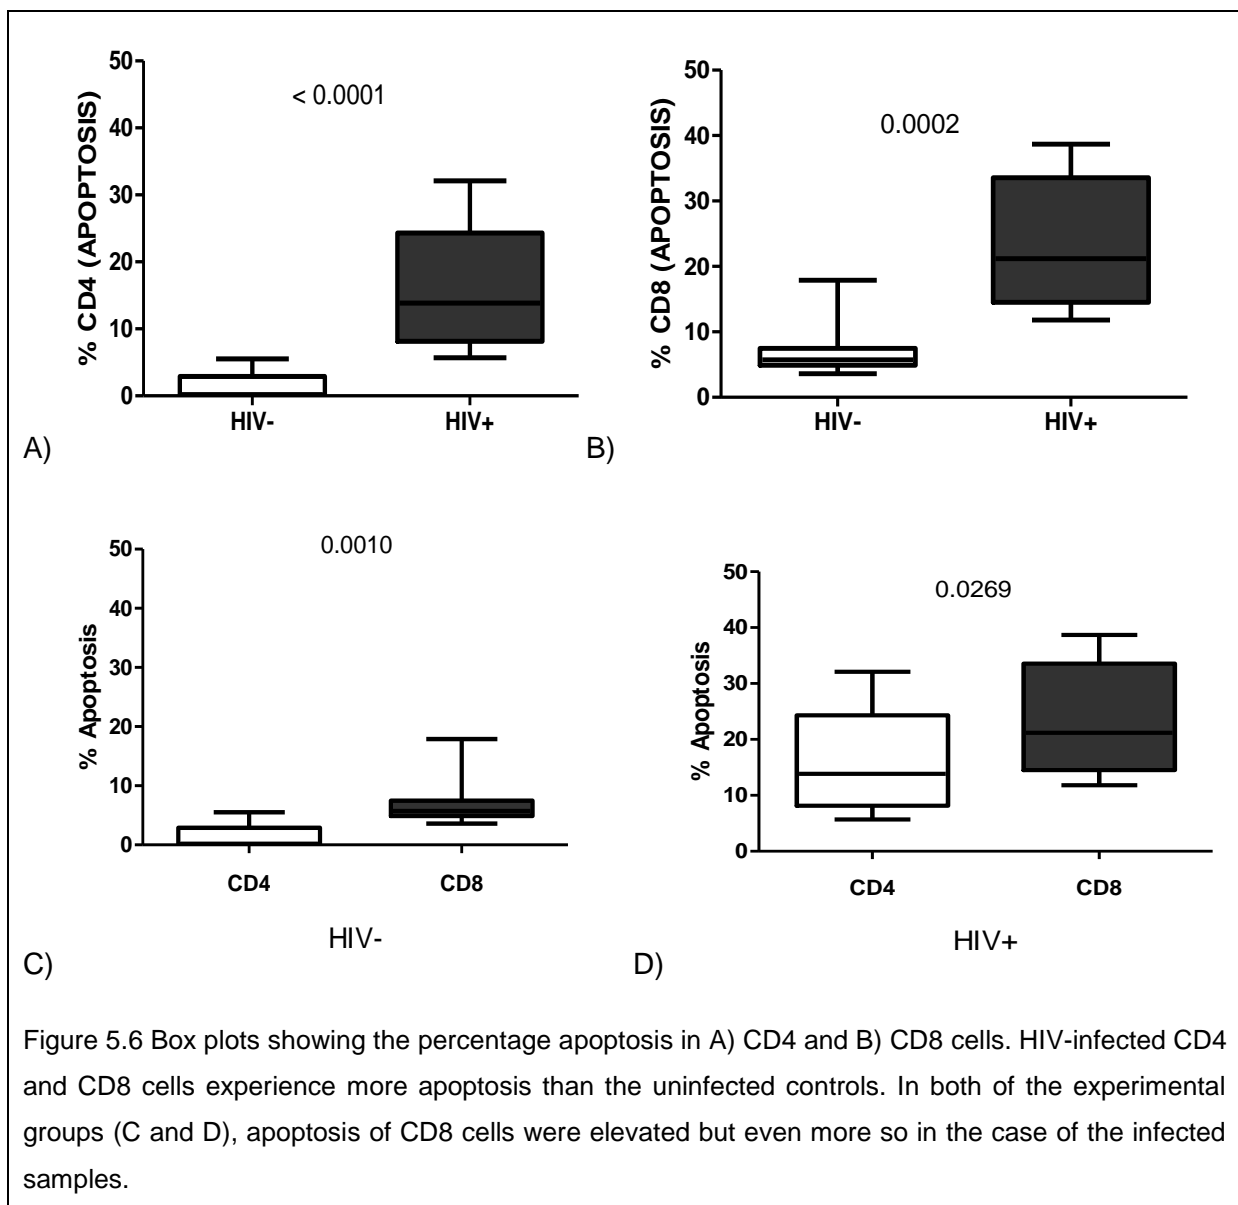 50
40
30
20
10
0
% CD4 (APOPTOSIS)
< 0.0001
HIV-
HIV+
A)
50
40
30
20
10
0
% CD8 (APOPTOSIS)
0.0002
HIV-
HIV+
B)
50
40
30
20
10
0
% Apoptosis
0.0010
CD4
CD8
HIV-
C)
50
40
30
20
10
0
% Apoptosis
0.0269
CD4
CD8
HIV+
D)
Figure 5.6 Box plots showing the percentage apoptosis in A) CD4 and B) CD8 cells. HIV-infected CD4
and CD8 cells experience more apoptosis than the uninfected controls. In both of the experimental
groups (C and D), apoptosis of CD8 cells were elevated but even more so in the case of the infected
samples.